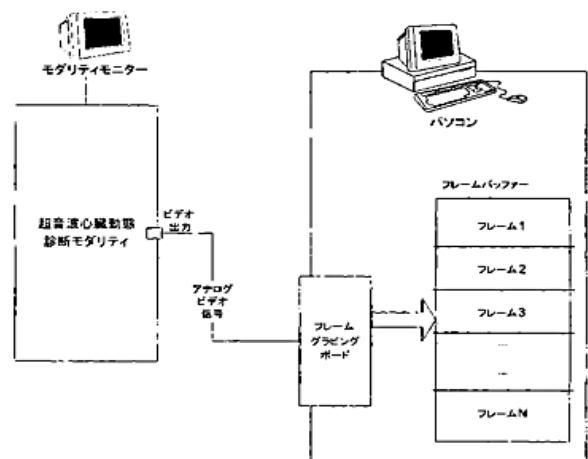 モダリティモニター
パソコン
超音波心臓動態
診断モダリティ
ビデオ
出力
アナログ
ビデオ
信号
フレーム
グラビング
ボード
フレームバッファー
フレーム1
フレーム2
フレーム3
...
...
フレームN